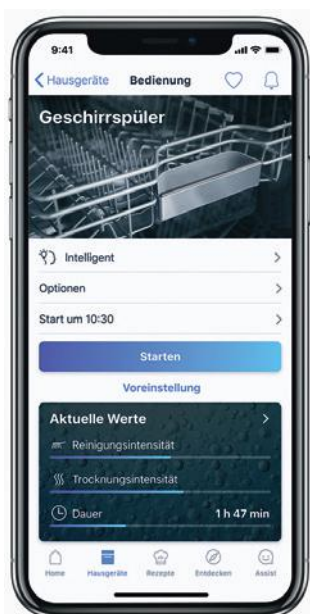 9:41
Hausgeräte Bedienung
Geschirrspüler
Intelligent
Optionen
Start um 10:30
Starten
Voreinstellung
Aktuelle Werte
Reinigungsintensität
Trocknungsintensität
Dauer 1 h 47 min
Home Hausgeräte Rezepte Entdecken Assist